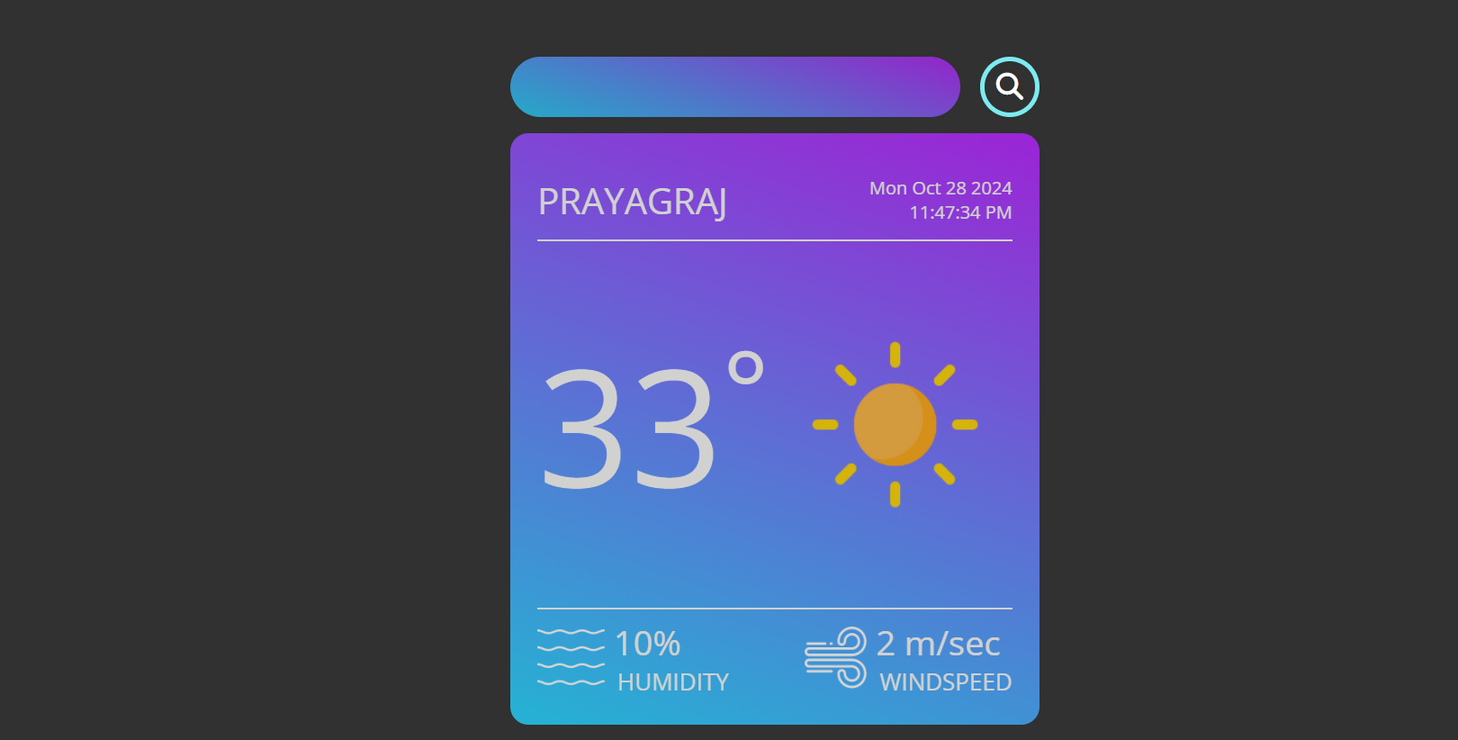 PRAYAGRAJ
Mon Oct 28 2024
11:47:34 PM
33°
10%
HUMIDITY
2 m/sec
WINDSPEED